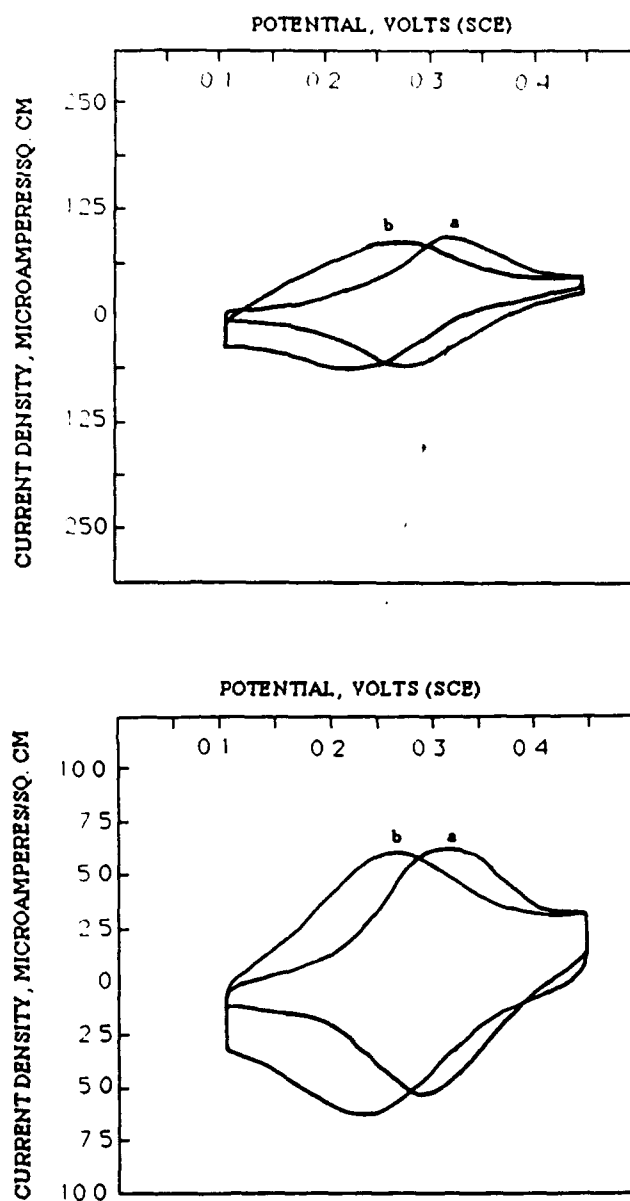 POTENTIAL, VOLTS (SCE)
0.1 0.2 0.3 0.4
CURRENT DENSITY, MICROAMPERES/SQ. CM
250
125
0
125
250
b a
POTENTIAL, VOLTS (SCE)
0.1 0.2 0.3 0.4
CURRENT DENSITY, MICROAMPERES/SQ. CM
10.0
7.5
5.0
2.5
0
2.5
5.0
7.5
10.0
b a